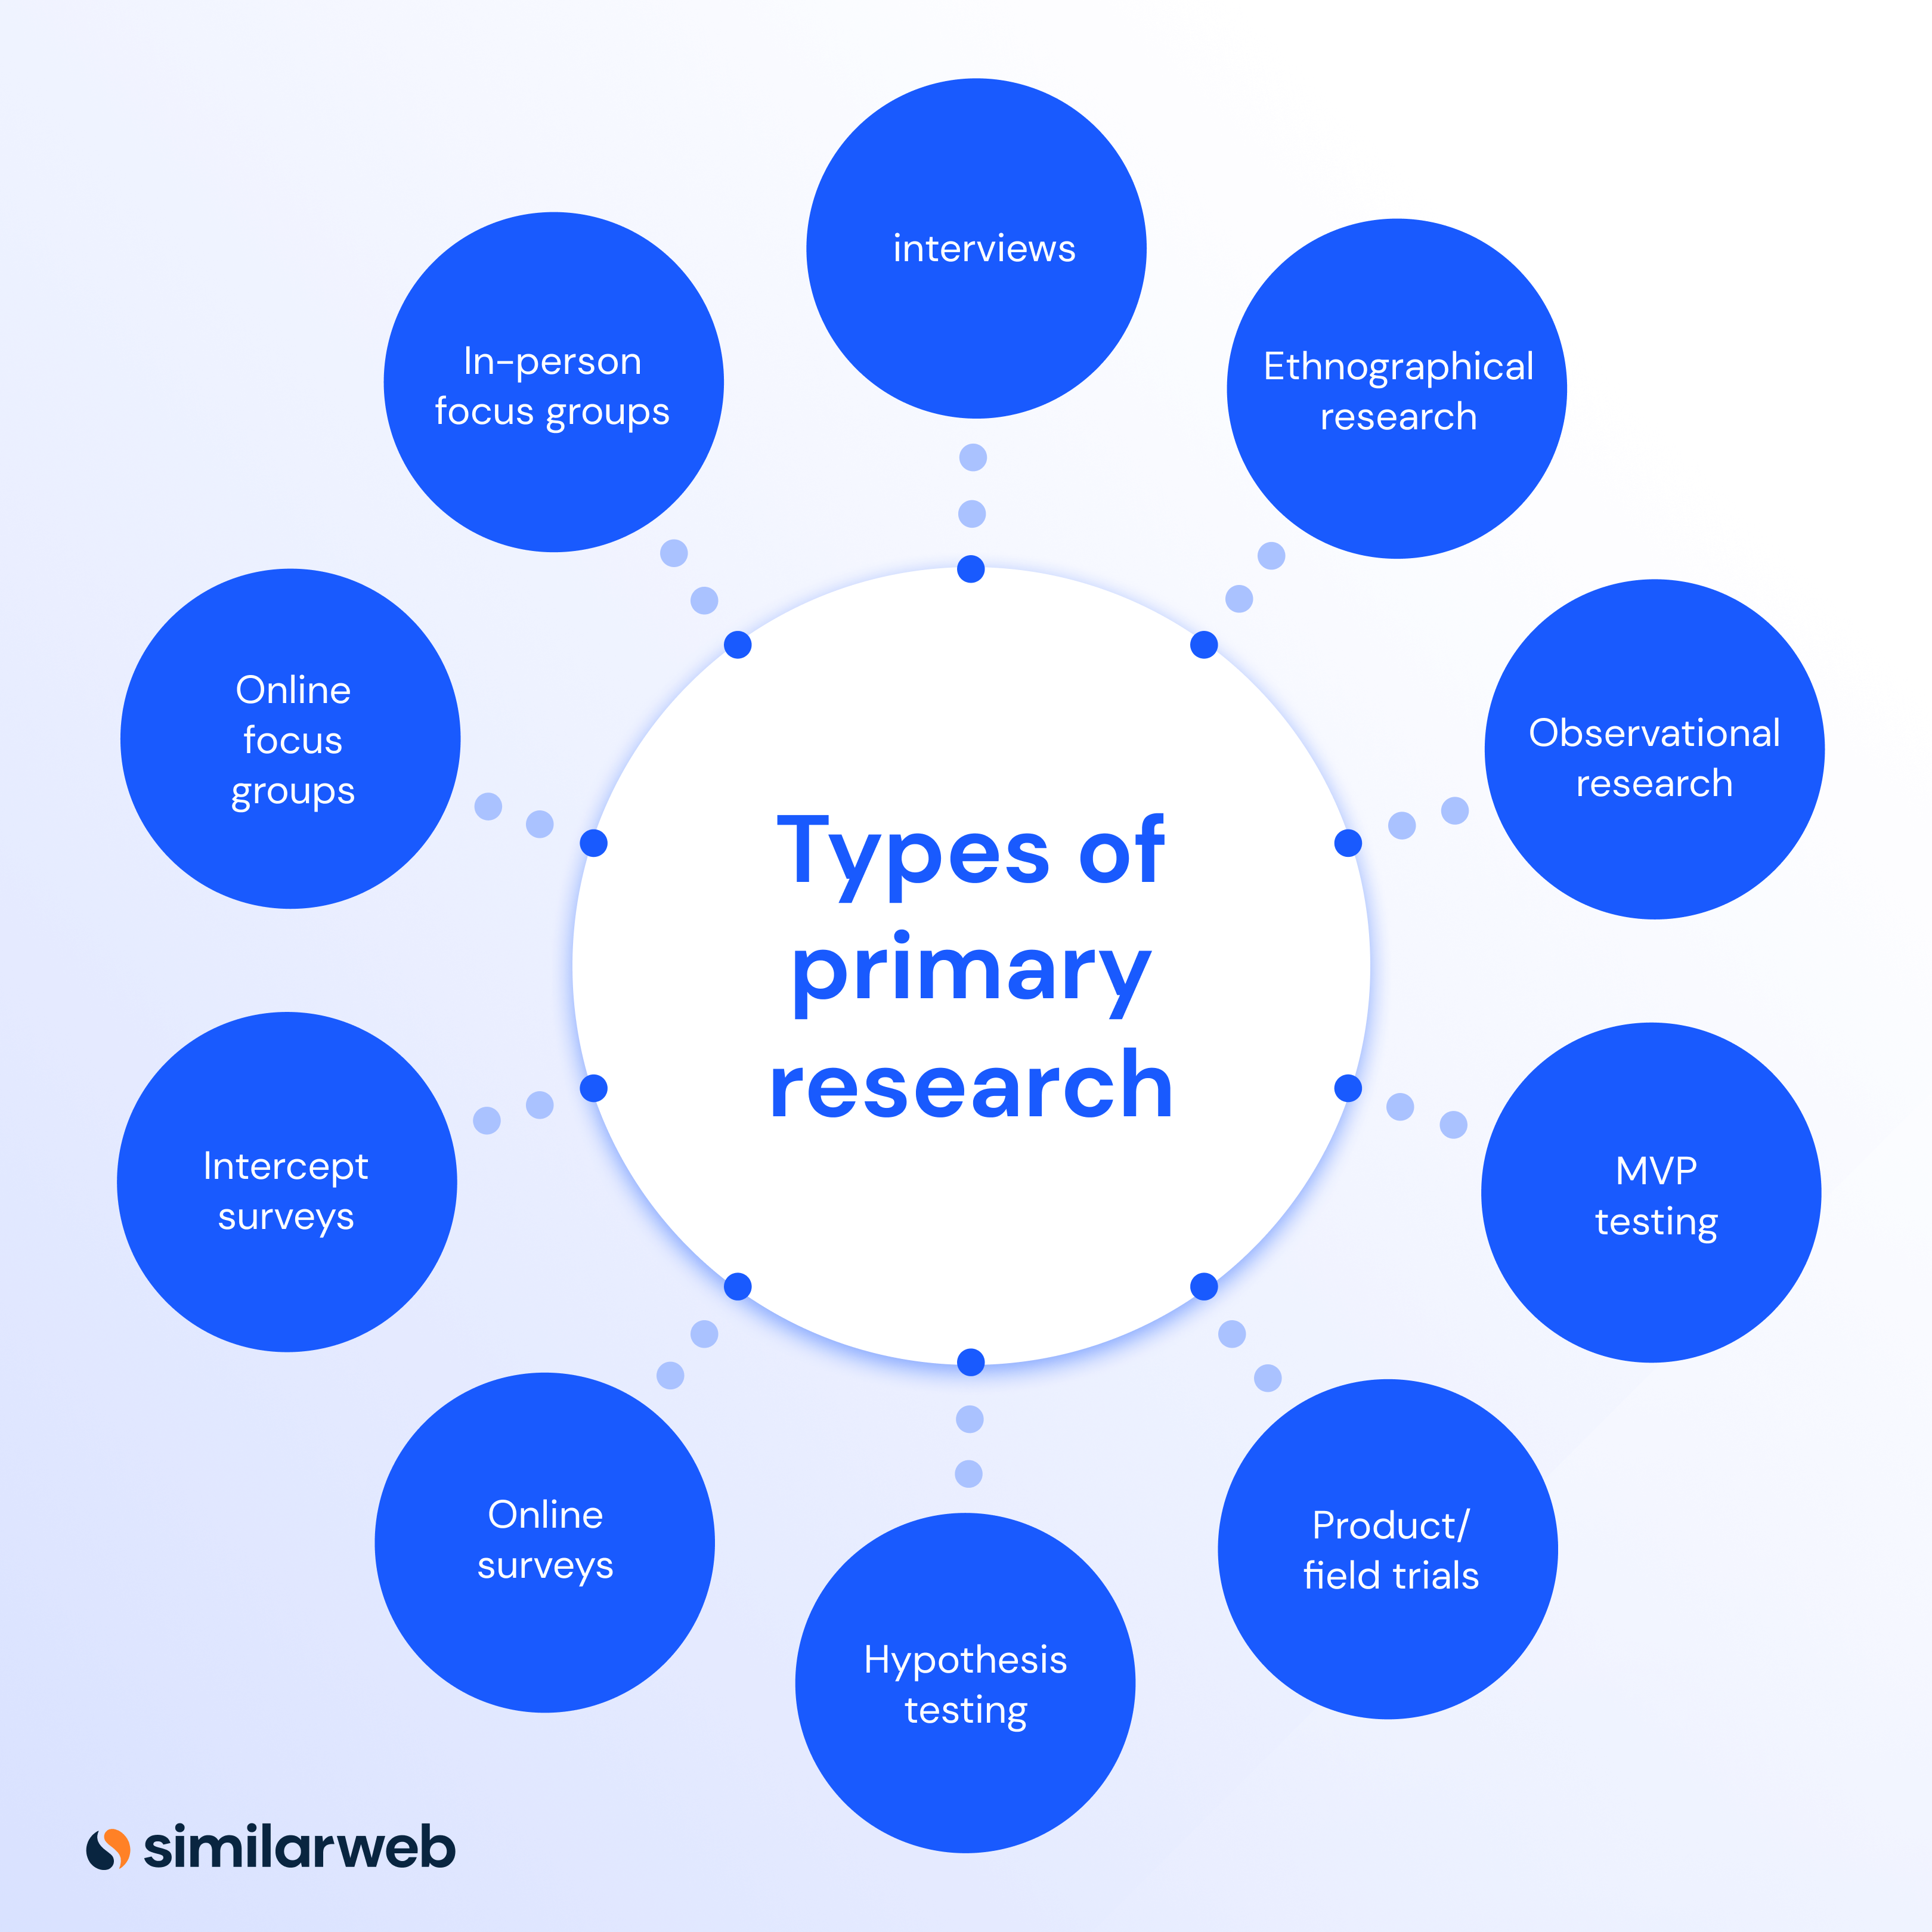 interviews
In-person
focus groups
Ethnographical
research
Online
focus
groups
Observational
research
Types of
primary
research
Intercept
surveys
MVP
testing
Online
surveys
Product/
field trials
Hypothesis
testing
similarweb